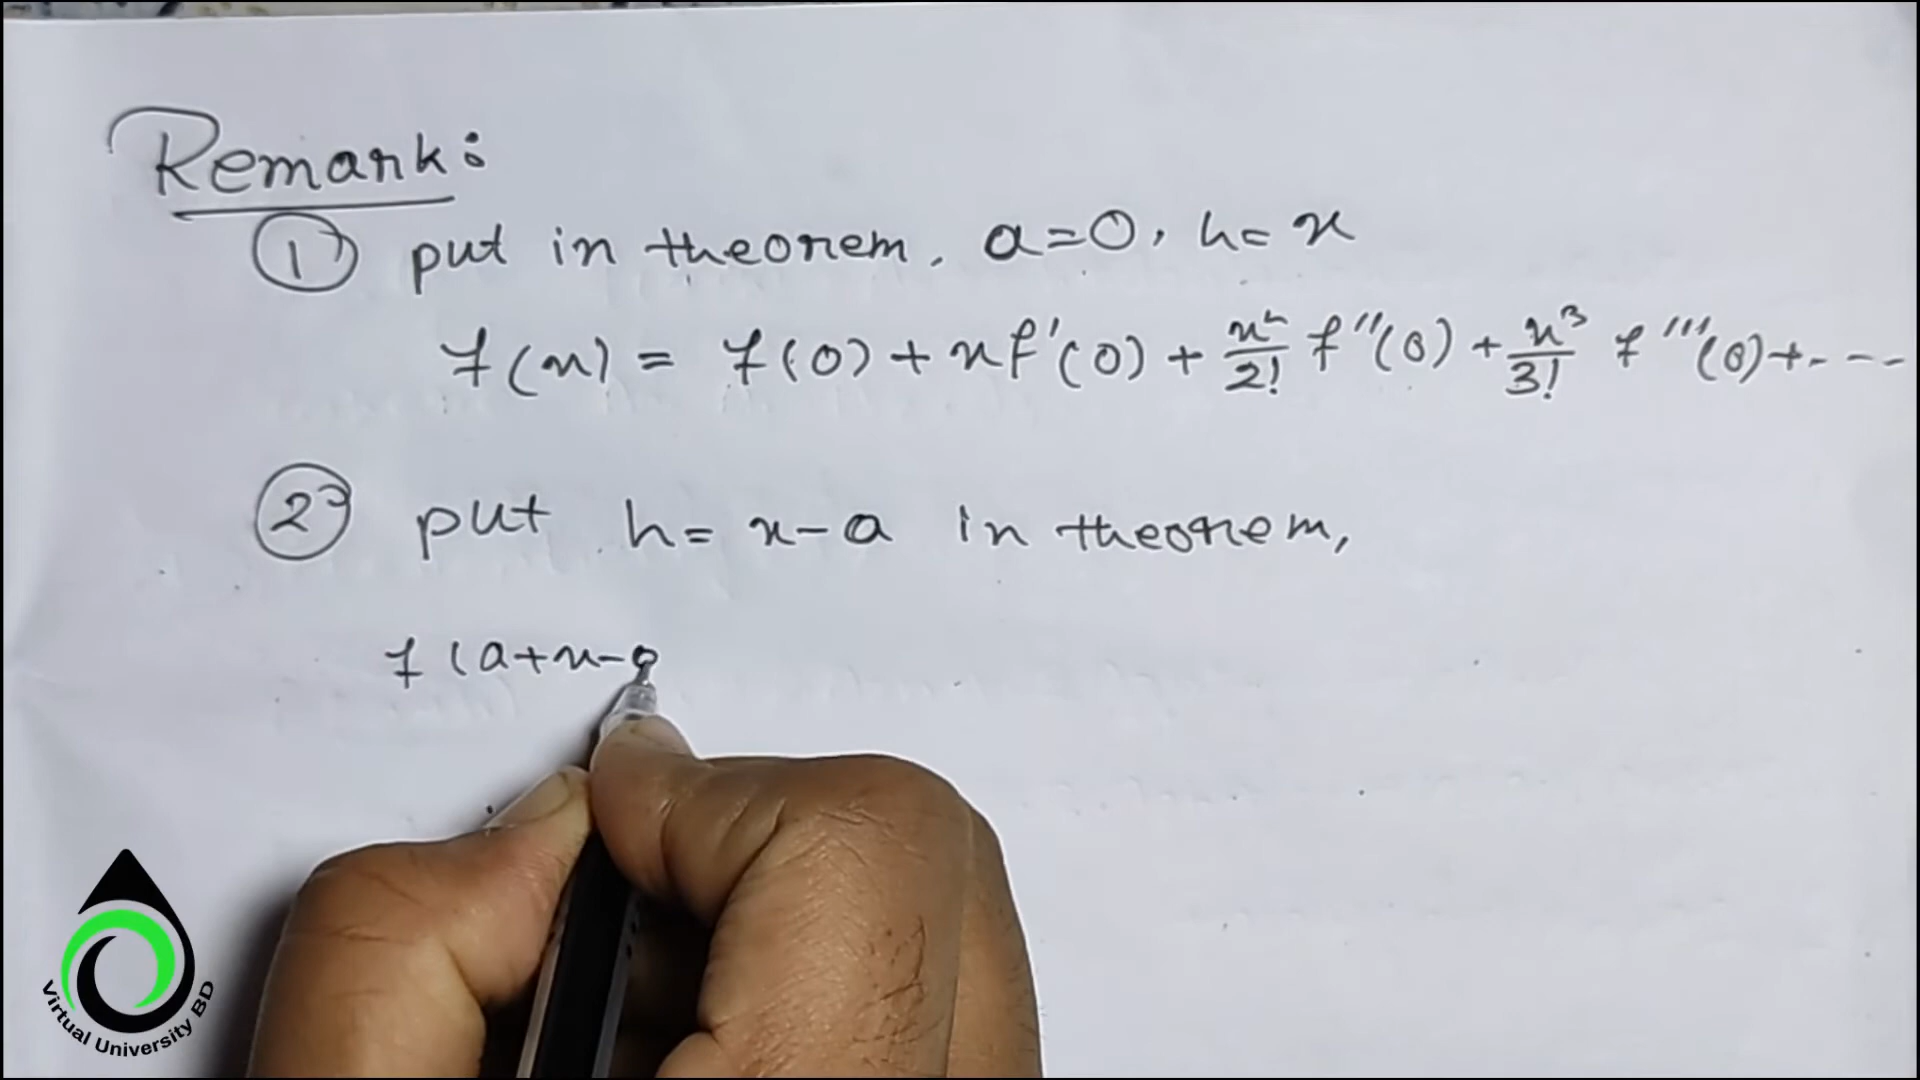 Remark:
① put in theorem, a=0, h=x
f(x) = f(0) + xf'(0) + x²/2! f''(0) + x³/3! f'''(0)+----
② put h= x-a in theorem,
f(a+x-a
Virtual University BD